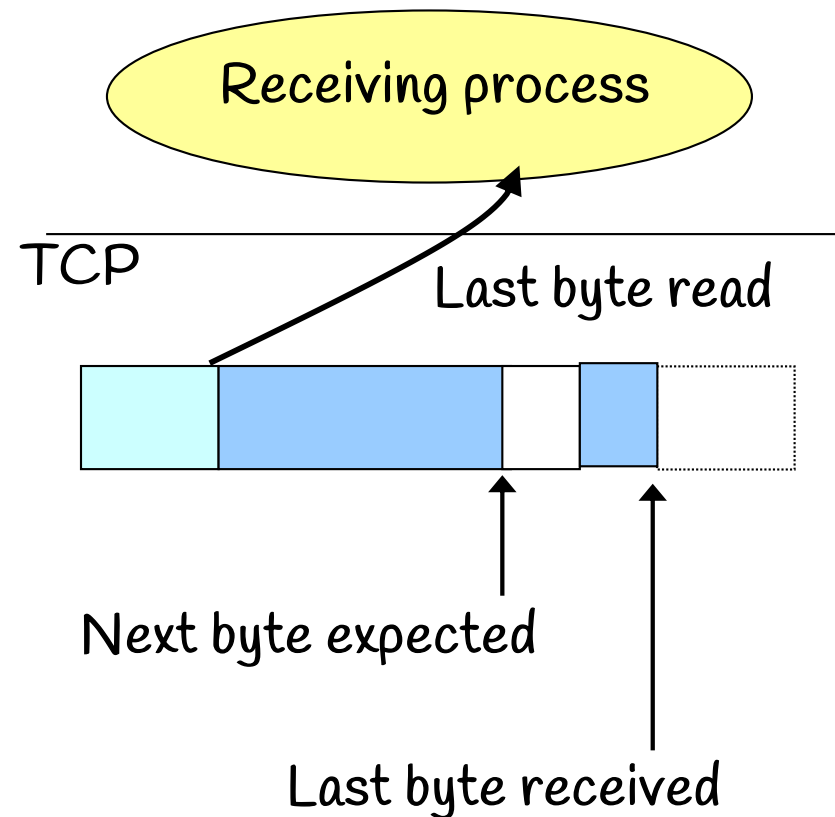 Receiving process
TCP
Last byte read
Next byte expected
Last byte received